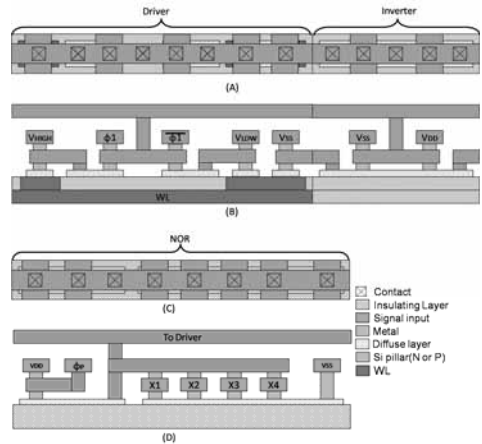 Driver
Inverter
(A)
VHIGH
ϕ1
ϕ1
VLOW
VSS
VSS
VDD
WL
(B)
NOR
(C)
Contact
Insulating Layer
Signal input
Metal
Diffuse layer
Si pillar(N or P)
WL
To Driver
VDD
ϕP
X1
X2
X3
X4
VSS
(D)